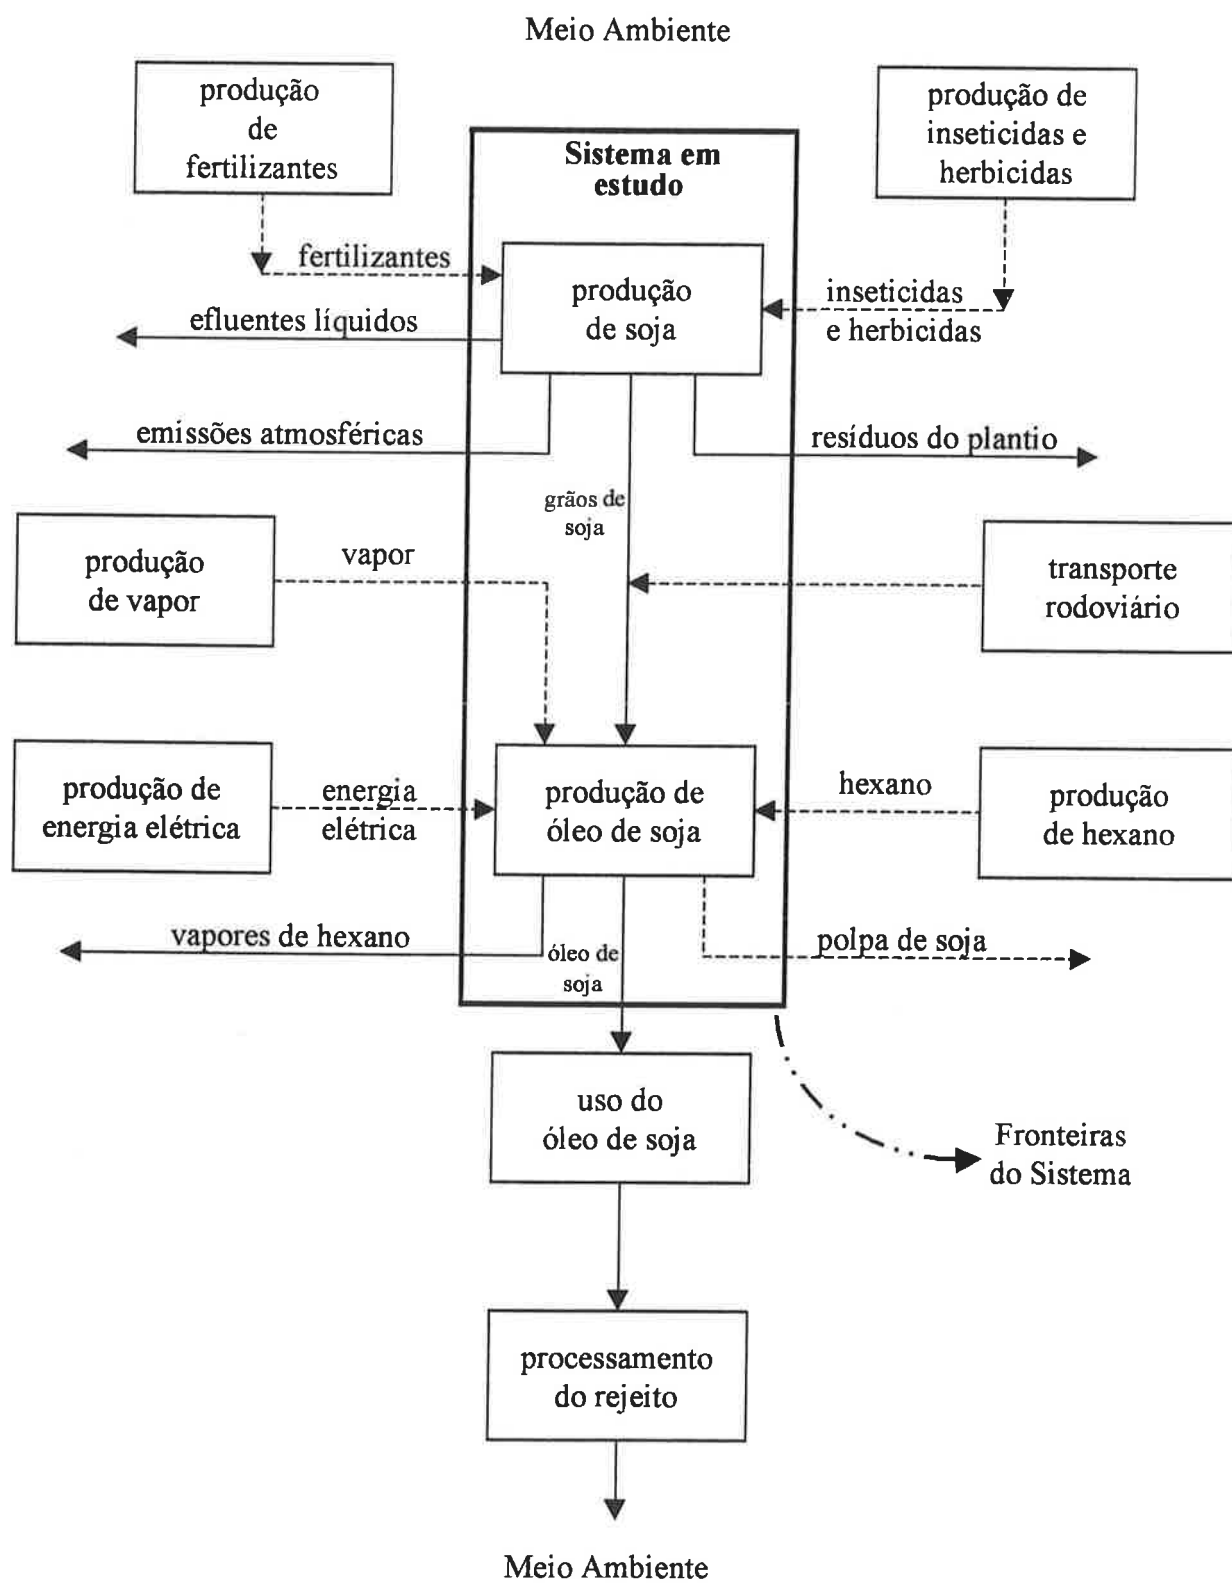 Meio Ambiente
produção
de
fertilizantes
produção de
inseticidas e
herbicidas
Sistema em
estudo
fertilizantes
produção
de soja
inseticidas
e herbicidas
efluentes líquidos
emissões atmosféricas
resíduos do plantio
grãos de
soja
produção
de vapor
vapor
transporte
rodoviário
produção de
energia elétrica
energia
elétrica
produção de
óleo de soja
hexano
produção
de hexano
vapores de hexano
óleo de
soja
polpa de soja
uso do
óleo de soja
Fronteiras
do Sistema
processamento
do rejeito
Meio Ambiente